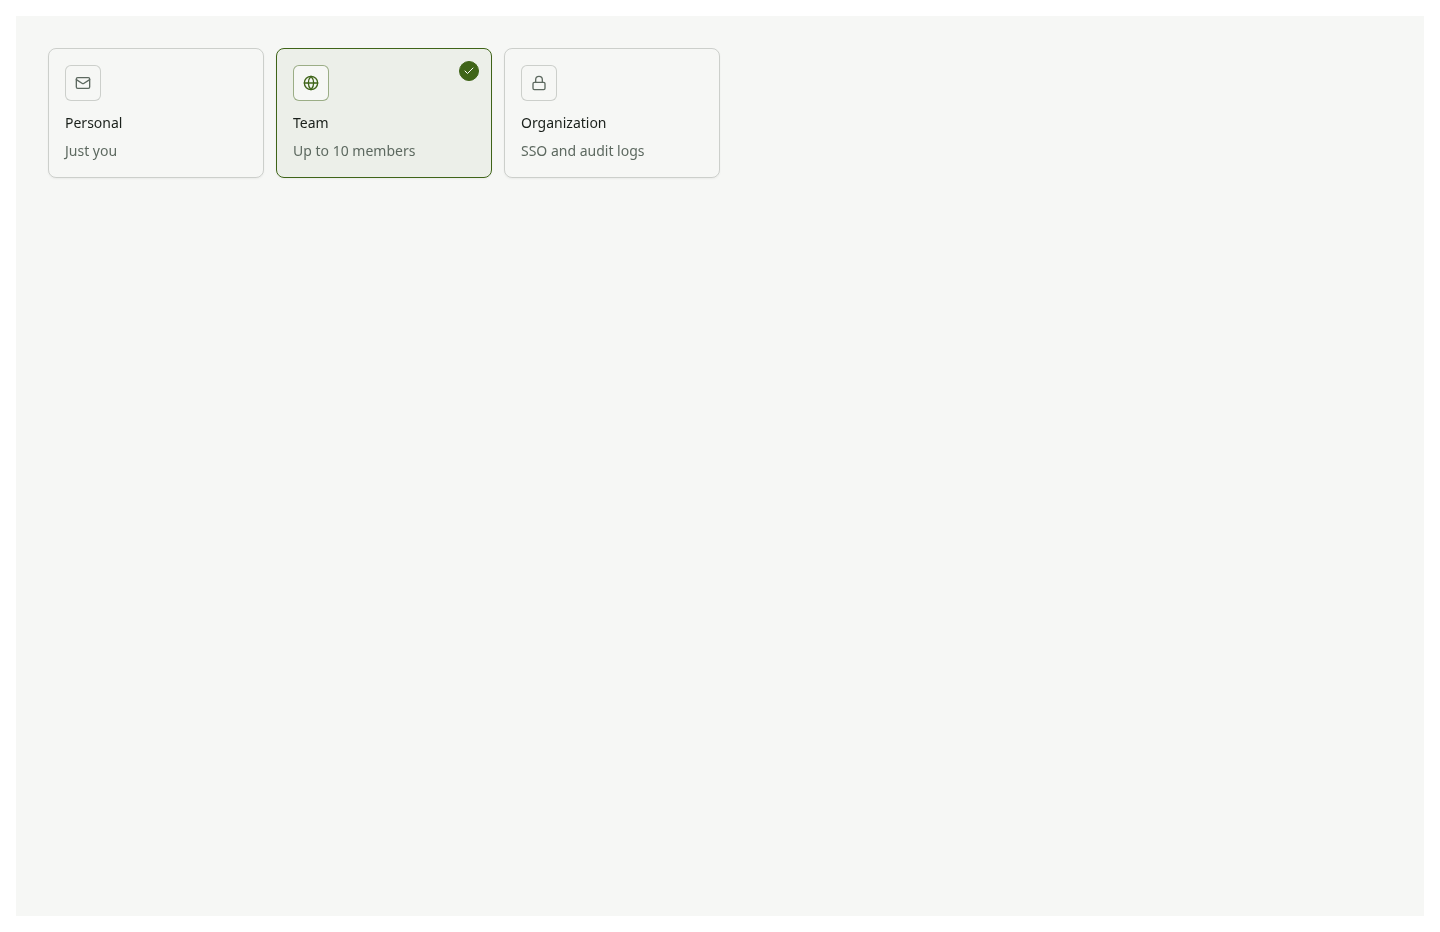 Personal
Just you
Team
Up to 10 members
Organization
SSO and audit logs